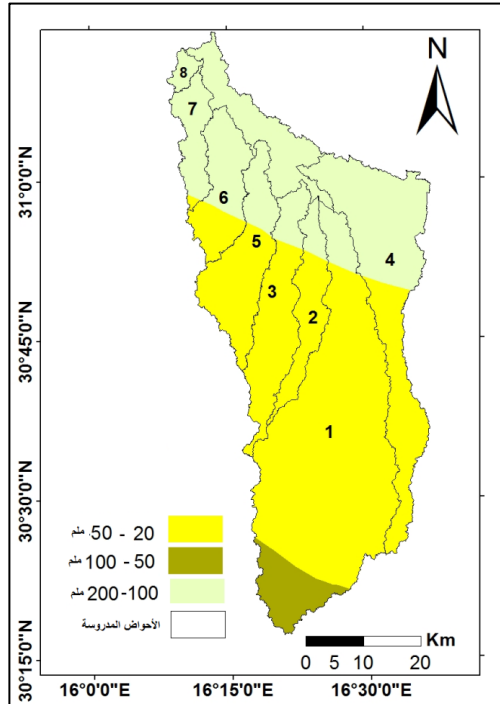 N
8
7
6
5
4
3
2
1
31°0'0"N
30°45'0"N
30°30'0"N
30°15'0"N
20 - 50 ملم
50 - 100 ملم
100-200 ملم
الأحواض المدروسة
Km
0 5 10 20
16°0'0"E 16°15'0"E 16°30'0"E